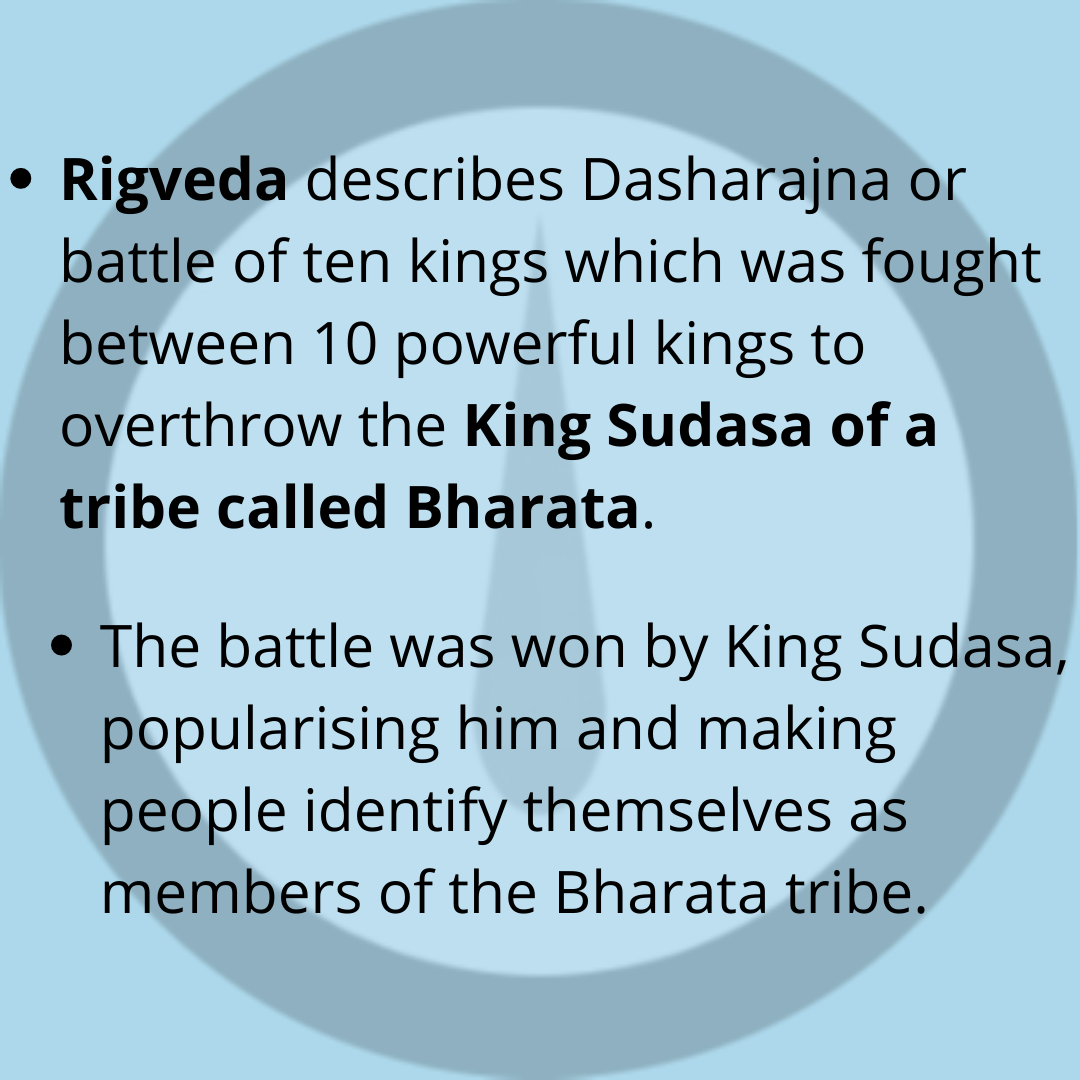 • Rigveda describes Dasharajna or
battle of ten kings which was fought
between 10 powerful kings to
overthrow the King Sudasa of a
tribe called Bharata.
• The battle was won by King Sudasa,
popularising him and making
people identify themselves as
members of the Bharata tribe.